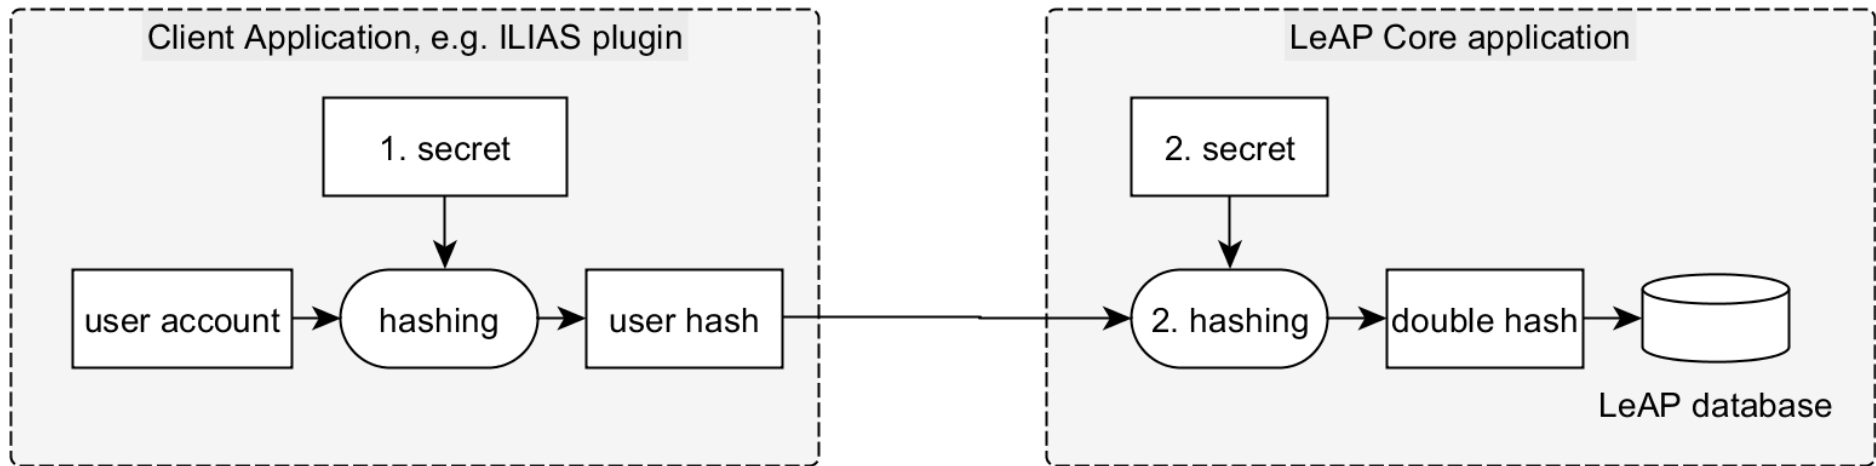 Client Application, e.g. ILIAS plugin
LeAP Core application
1. secret
2. secret
user account
hashing
user hash
2. hashing
double hash
LeAP database